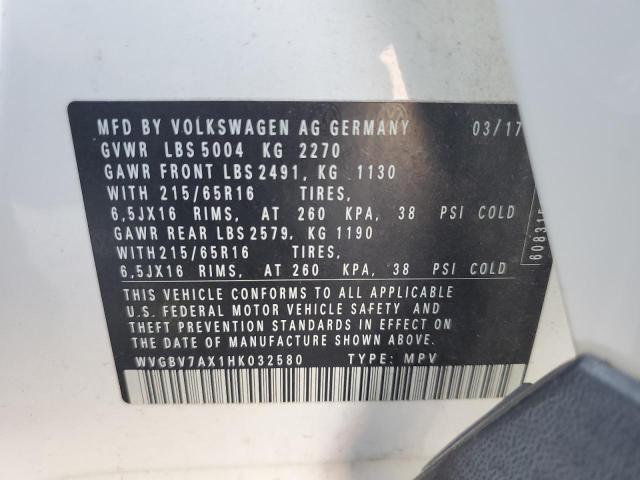 MFD BY VOLKSWAGEN AG GERMANY 03/17
GVWR LBS 5004 KG 2270
GAWR FRONT LBS 2491, KG 1130
WITH 215/65R16 TIRES,
6,5JX16 RIMS, AT 260 KPA, 38 PSI COLD
GAWR REAR LBS 2579, KG 1190
WITH 215/65R16 TIRES,
6,5JX16 RIMS, AT 260 KPA, 38 PSI COLD
THIS VEHICLE CONFORMS TO ALL APPLICABLE
U.S. FEDERAL MOTOR VEHICLE SAFETY AND
THEFT PREVENTION STANDARDS IN EFFECT ON
THE DATE OF MANUFACTURE SHOWN ABOVE.
WVGBV7AX1HK032580 TYPE: MPV